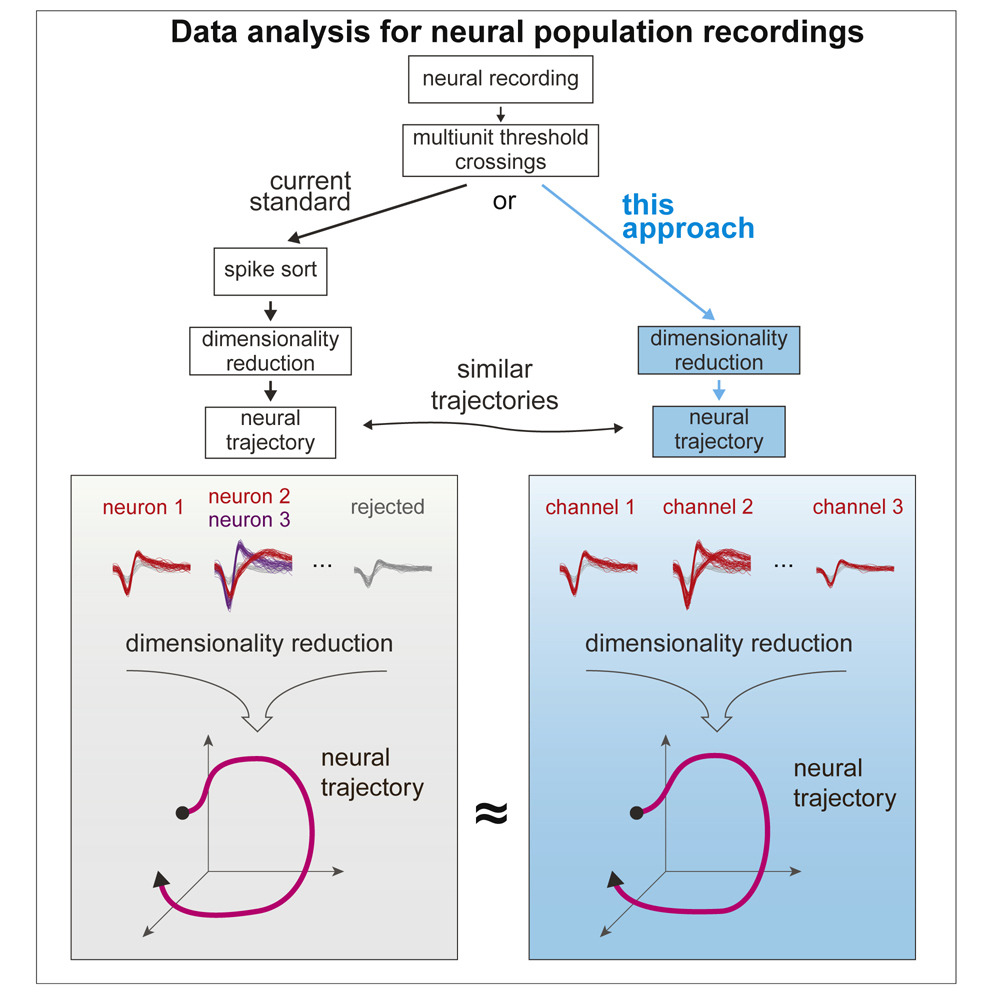 Data analysis for neural population recordings
neural recording
multiunit threshold
crossings
current
standard
or
this
approach
spike sort
dimensionality
reduction
dimensionality
reduction
similar
trajectories
neural
trajectory
neural
trajectory
neuron 1
neuron 2
neuron 3
rejected
...
dimensionality reduction
neural
trajectory
≈
channel 1
channel 2
channel 3
...
dimensionality reduction
neural
trajectory